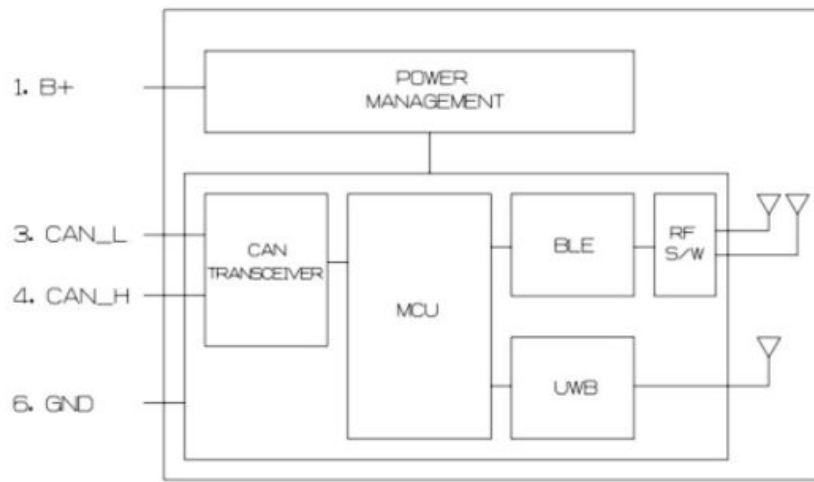 1. B+
POWER
MANAGEMENT
3. CAN_L
4. CAN_H
CAN
TRANSCEIVER
MCU
BLE
RF
S/W
UWB
6. GND